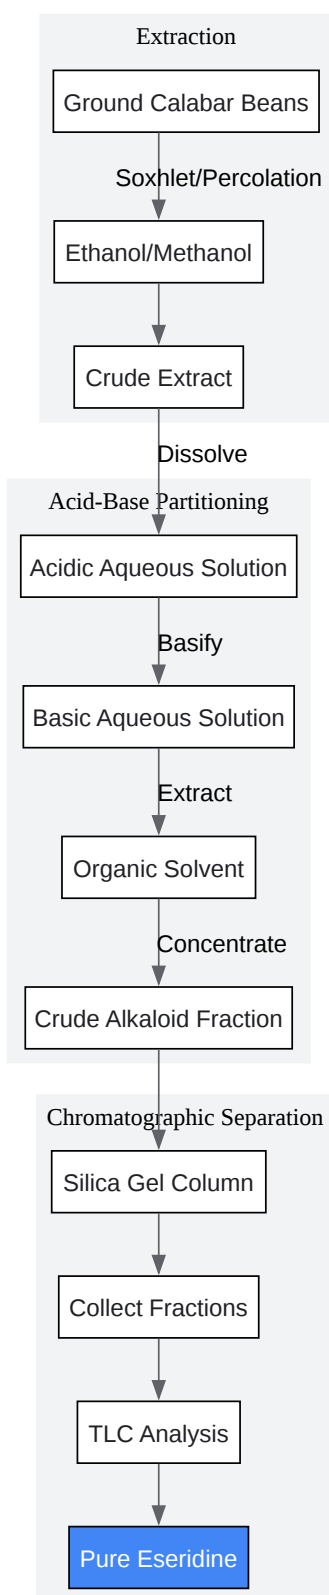 Extraction
Ground Calabar Beans
Soxhlet/Percolation
Ethanol/Methanol
Crude Extract
Dissolve
Acid-Base Partitioning
Acidic Aqueous Solution
Basify
Basic Aqueous Solution
Extract
Organic Solvent
Concentrate
Crude Alkaloid Fraction
Chromatographic Separation
Silica Gel Column
Collect Fractions
TLC Analysis
Pure Eseridine